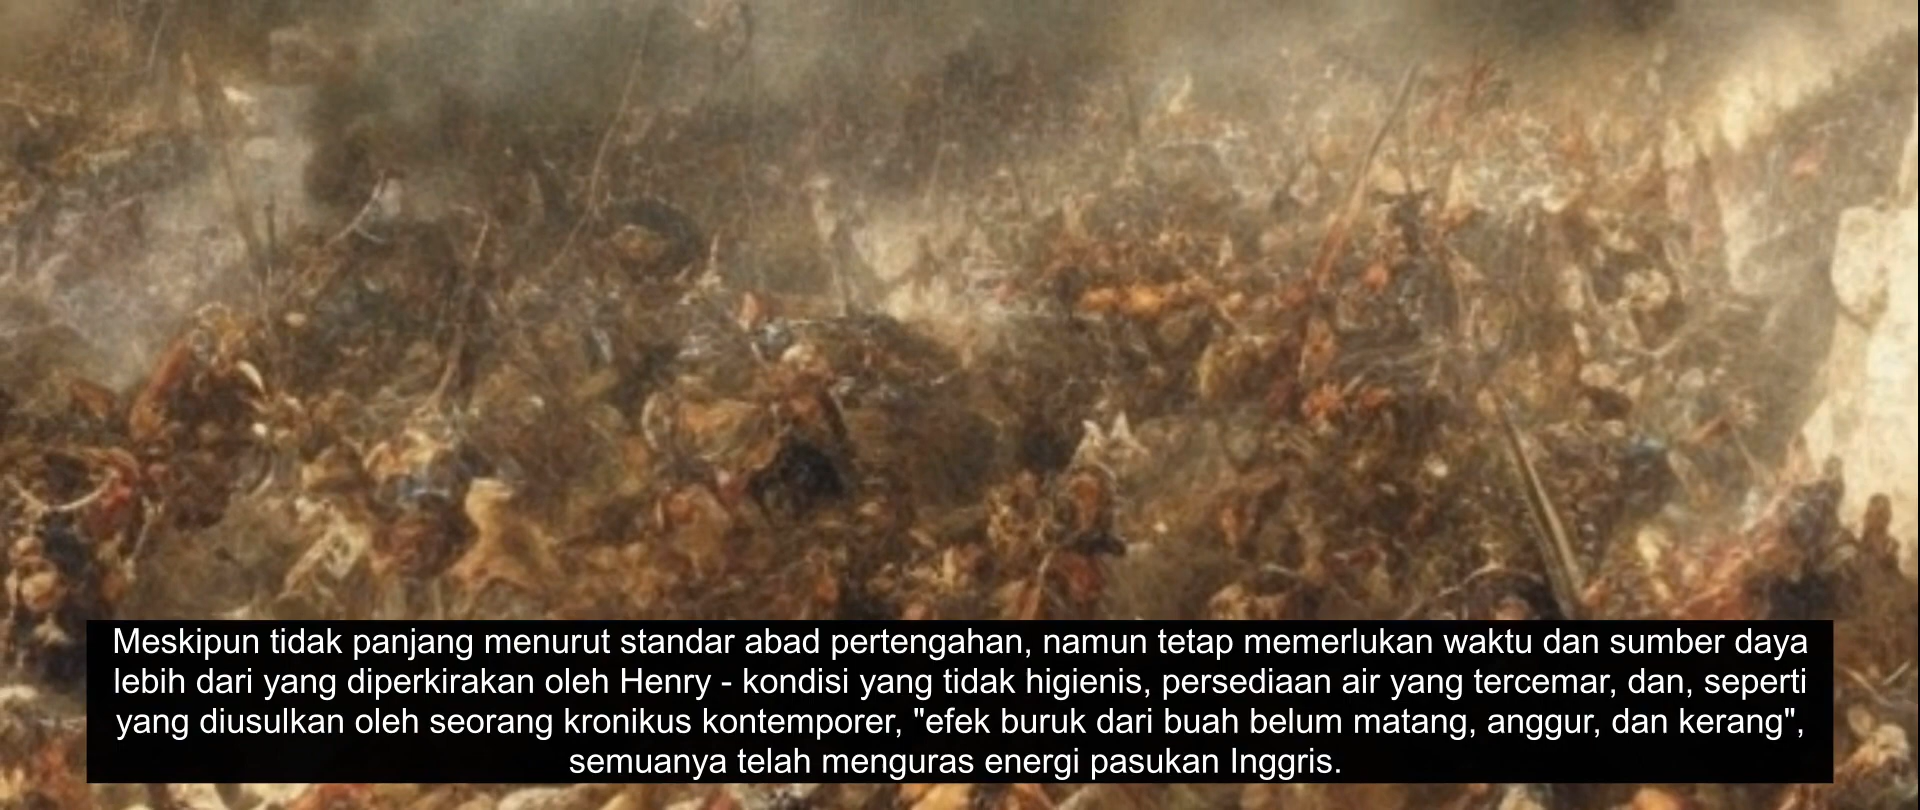 Meskipun tidak panjang menurut standar abad pertengahan, namun tetap memerlukan waktu dan sumber daya
lebih dari yang diperkirakan oleh Henry - kondisi yang tidak higienis, persediaan air yang tercemar, dan, seperti
yang diusulkan oleh seorang kronikus kontemporer, "efek buruk dari buah belum matang, anggur, dan kerang",
semuanya telah menguras energi pasukan Inggris.